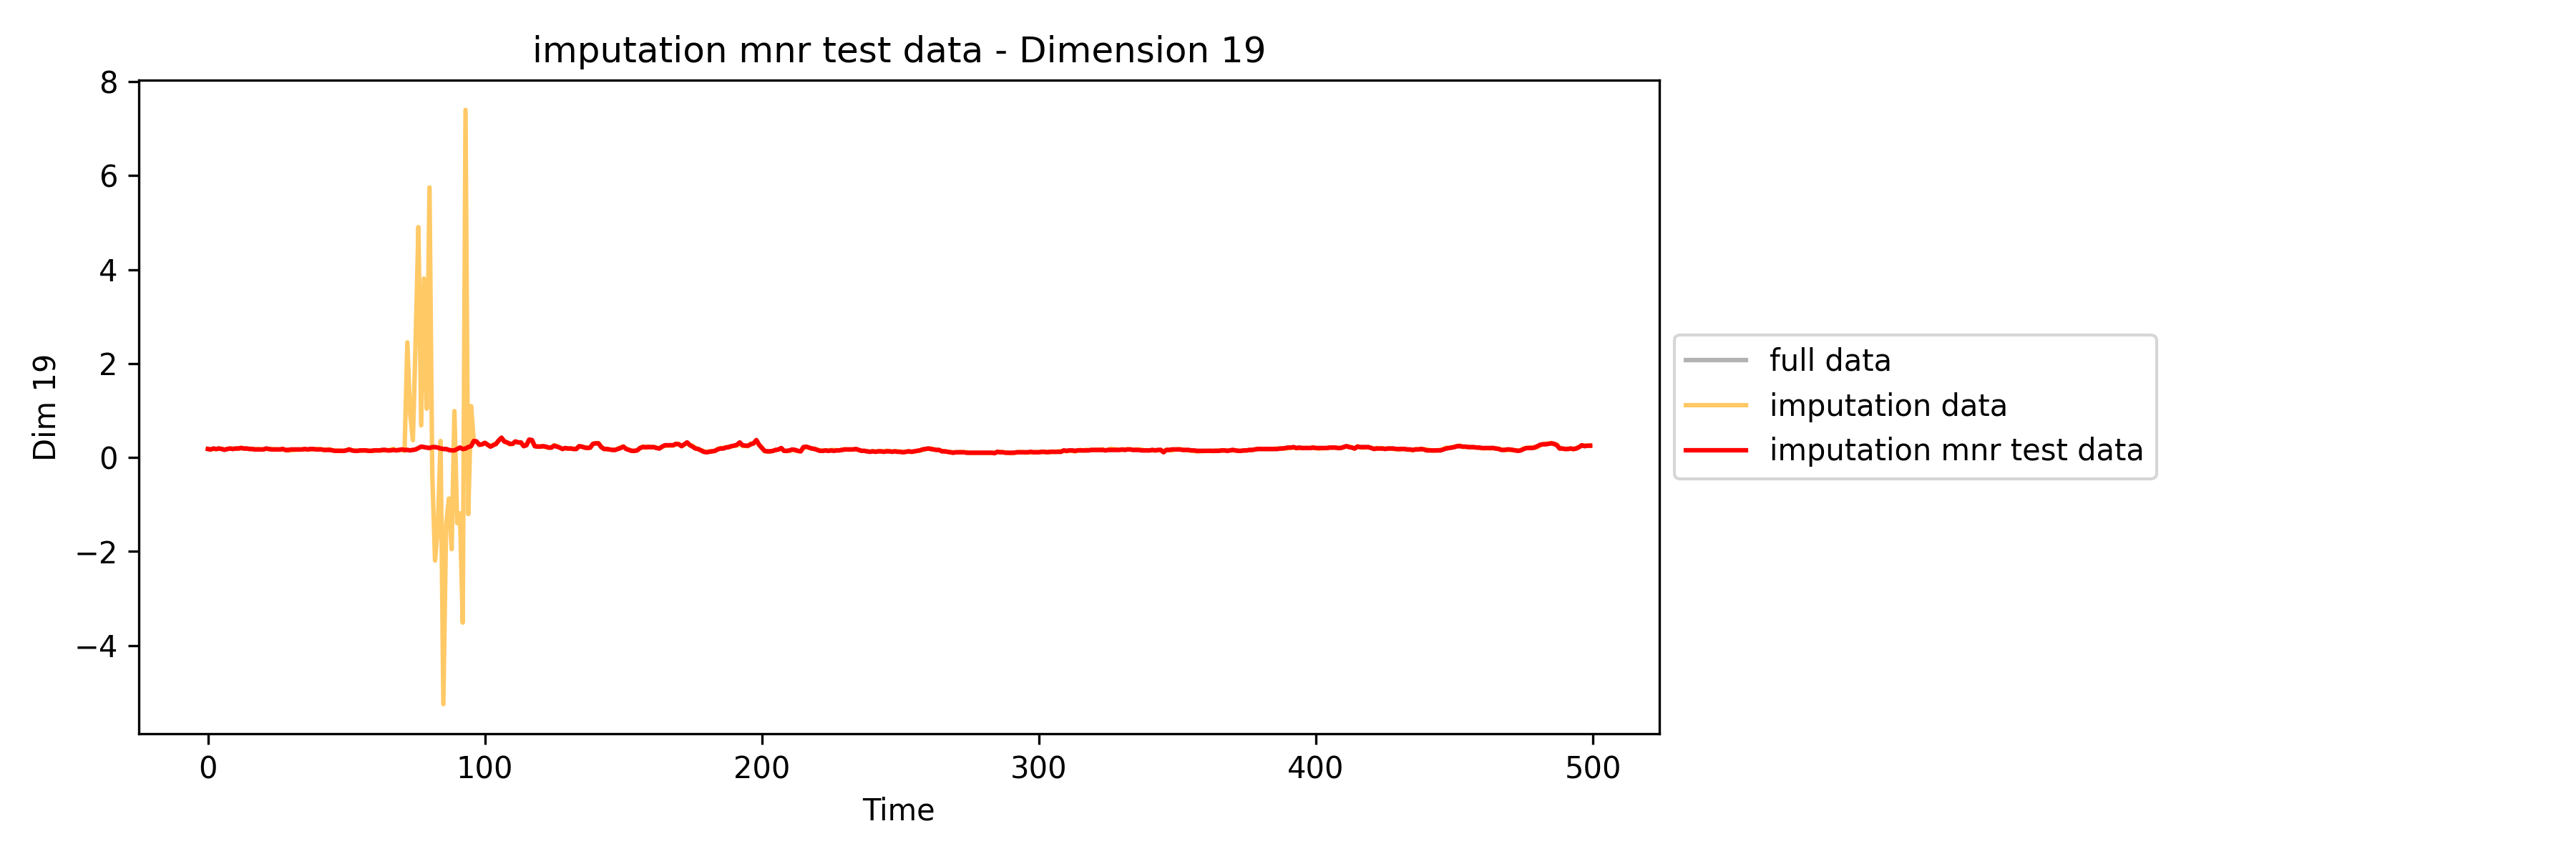 imputation mnr test data - Dimension 19
8
6
4
2
0
−2
−4
Dim 19
0 100 200 300 400 500
Time
full data
imputation data
imputation mnr test data